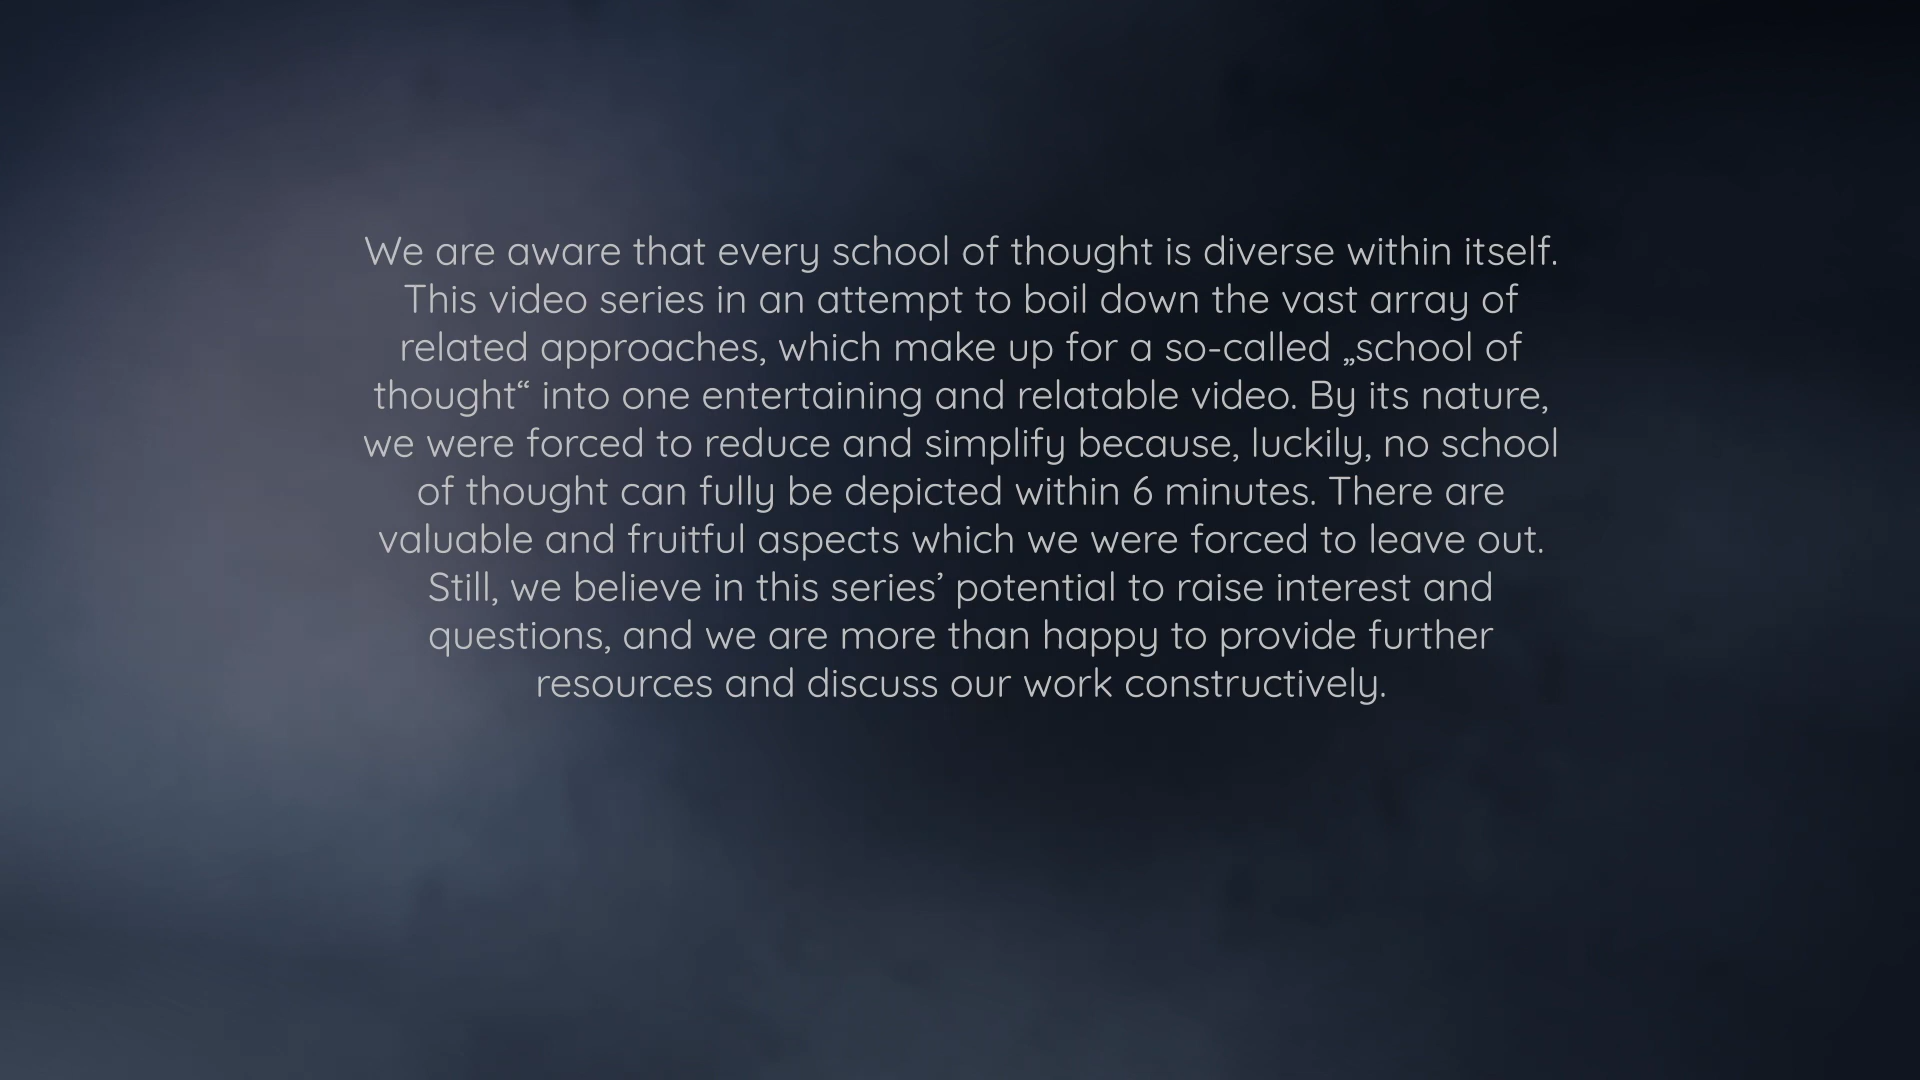 We are aware that every school of thought is diverse within itself.
This video series in an attempt to boil down the vast array of
related approaches, which make up for a so-called „school of
thought“ into one entertaining and relatable video. By its nature,
we were forced to reduce and simplify because, luckily, no school
of thought can fully be depicted within 6 minutes. There are
valuable and fruitful aspects which we were forced to leave out.
Still, we believe in this series’ potential to raise interest and
questions, and we are more than happy to provide further
resources and discuss our work constructively.